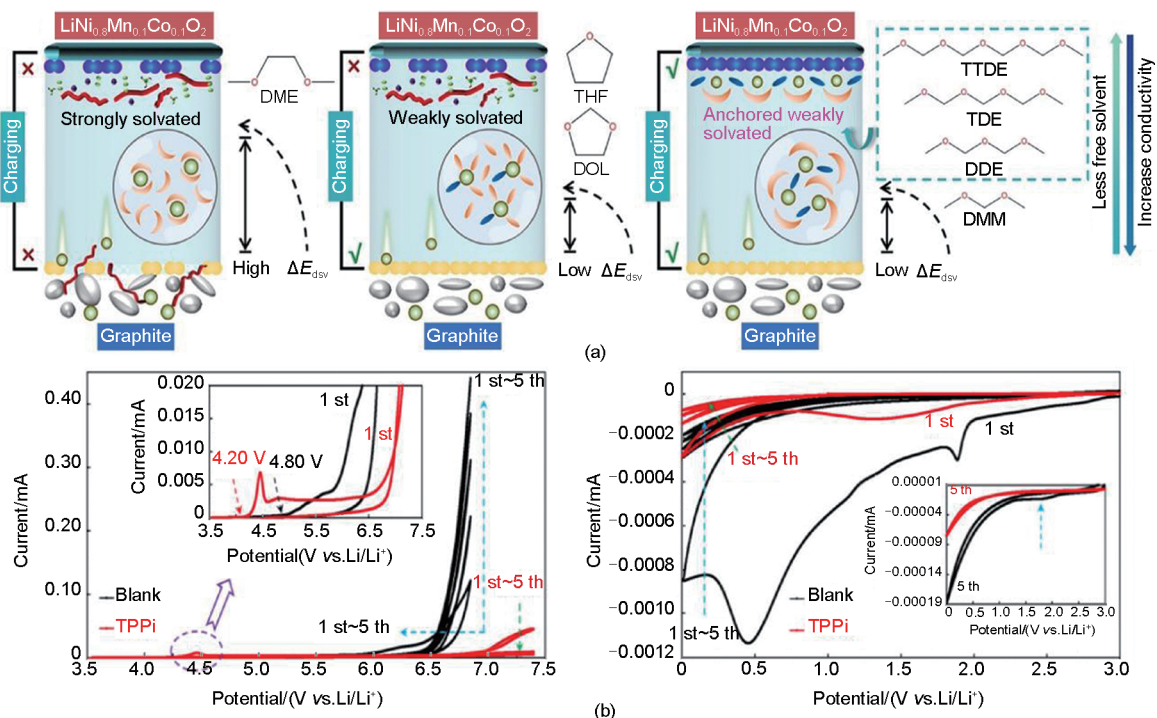 LiNi0.8Mn0.1Co0.1O2
LiNi0.8Mn0.1Co0.1O2
LiNi0.8Mn0.1Co0.1O2
Charging
Strongly solvated
DME
High ΔEdsv
Graphite
Charging
Weakly solvated
THF
DOL
Low ΔEdsv
Graphite
Charging
Anchored weakly
solvated
Low ΔEdsv
Graphite
TTDE
TDE
DDE
DMM
Less free solvent
Increase conductivity
(a)
Current/mA
0.40
0.30
0.20
0.10
0
3.5 4.0 4.5 5.0 5.5 6.0 6.5 7.0 7.5
Potential/(V vs.Li/Li+)
Blank
TPPi
1 st~5 th
1 st~5 th
1 st~5 th
Current/mA
0.020
0.015
0.010
0.005
0
3.5 4.5 5.5 6.5 7.5
Potential(V vs.Li/Li+)
4.20 V
4.80 V
1 st
1 st
Current/mA
0
−0.0002
−0.0004
−0.0006
−0.0008
−0.0010
−0.0012
0 0.5 1.0 1.5 2.0 2.5 3.0
Potential/(V vs.Li/Li+)
1 st
1 st
1 st~5 th
1 st~5 th
Blank
TPPi
Current/mA
−0.00001
−0.00004
−0.00009
−0.00014
−0.00019
0 0.5 1.0 1.5 2.0 2.5 3.0
Potential/(V vs.Li/Li+)
5 th
5 th
(b)